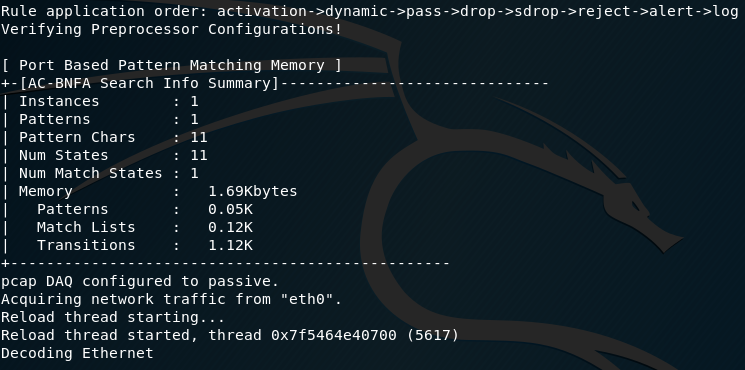 Rule application order: activation->dynamic->pass->drop->sdrop->reject->alert->log
Verifying Preprocessor Configurations!

[ Port Based Pattern Matching Memory ]
+-[AC-BNFA Search Info Summary]------------------------------
| Instances        : 1
| Patterns         : 1
| Pattern Chars    : 11
| Num States       : 11
| Num Match States : 1
| Memory           :   1.69Kbytes
|   Patterns       :   0.05K
|   Match Lists    :   0.12K
|   Transitions    :   1.12K
+-------------------------------------------------
pcap DAQ configured to passive.
Acquiring network traffic from "eth0".
Reload thread starting...
Reload thread started, thread 0x7f5464e40700 (5617)
Decoding Ethernet